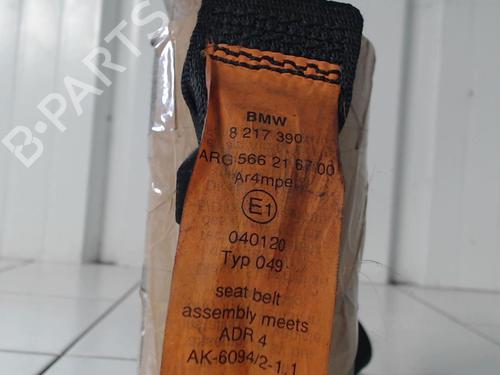 B-Parts
BMW
8 217 390
ARG 566 21 67 00
Ar4mpe
E1
040120
Typ 049
seat belt
assembly meets
ADR 4
AK-6094/2-1.1